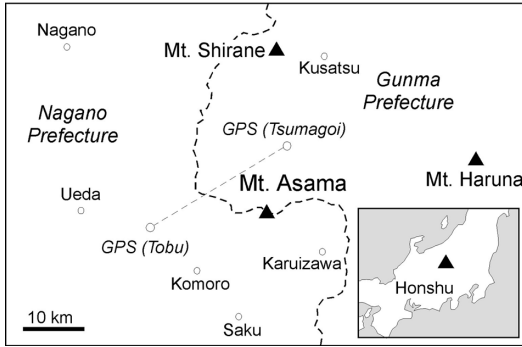 Nagano
Mt. Shirane
Kusatsu
Gunma
Prefecture
Nagano
Prefecture
GPS (Tsumagoi)
Mt. Haruna
Mt. Asama
Ueda
GPS (Tobu)
Karuizawa
Komoro
Honshu
Saku
10 km